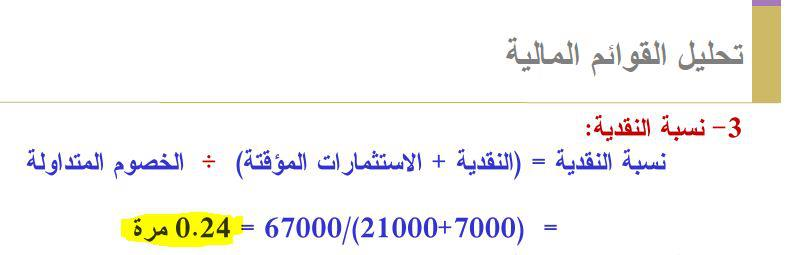 تحليل القوائم المالية
3- نسبة النقدية:
نسبة النقدية = (النقدية + الاستثمارات المؤقتة) ÷ الخصوم المتداولة
= (7000+21000)/67000 = 0.24 مرة